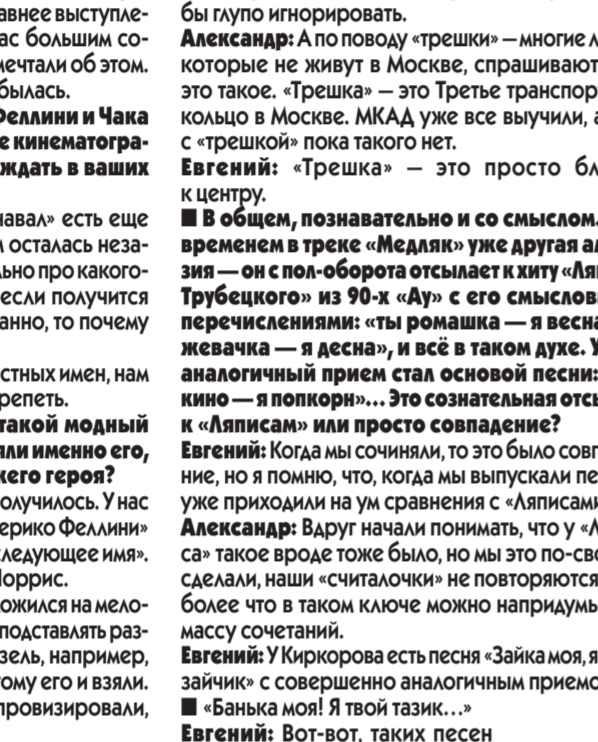 авнее выступле-
ас большим со-
мечтали об этом.
былась.
Феллини и Чака
е кинематогра-
ждать в ваших
навал» есть еще
осталась неза-
льно про какого-
если получится
анно, то почему
стных имен, нам
репеть.
такой модный
яли именно его,
кого героя?
олучилось. У нас
ерико Феллини»
ледующее имя».
Норрис.
ожился на мело-
подставлять раз-
зель, например,
тому его и взяли.
провизировали,
бы глупо игнорировать.
Александр: А по поводу «трешки» — многие
которые не живут в Москве, спрашивают
это такое. «Трешка» — это Третье транспор
кольцо в Москве. МКАД уже все выучили, а
с «трешкой» пока такого нет.
Евгений: «Трешка» — это просто бл
к центру.
■ В общем, познавательно и со смыслом.
временем в треке «Медляк» уже другая ал
зия — он с пол-оборота отсылает к хиту «Ляп
Трубецкого» из 90-х «Ау» с его смыслов
перечислениями: «ты ромашка — я весна
жевачка — я десна», и всё в таком духе. У
аналогичный прием стал основой песни:
кино — я попкорн»... Это сознательная отсы
к «Ляписам» или просто совпадение?
Евгений: Когда мы сочиняли, то это было совп
ние, но я помню, что, когда мы выпускали пе
уже приходили на ум сравнения с «Ляписами
Александр: Вдруг начали понимать, что у «Л
са» такое вроде тоже было, но мы это по-сво
сделали, наши «считалочки» не повторяются
более что в таком ключе можно напридумы
массу сочетаний.
Евгений: У Киркорова есть песня «Зайка моя, я
зайчик» с совершенно аналогичным приемо
■ «Банька моя! Я твой тазик...»
Евгений: Вот-вот, таких песен